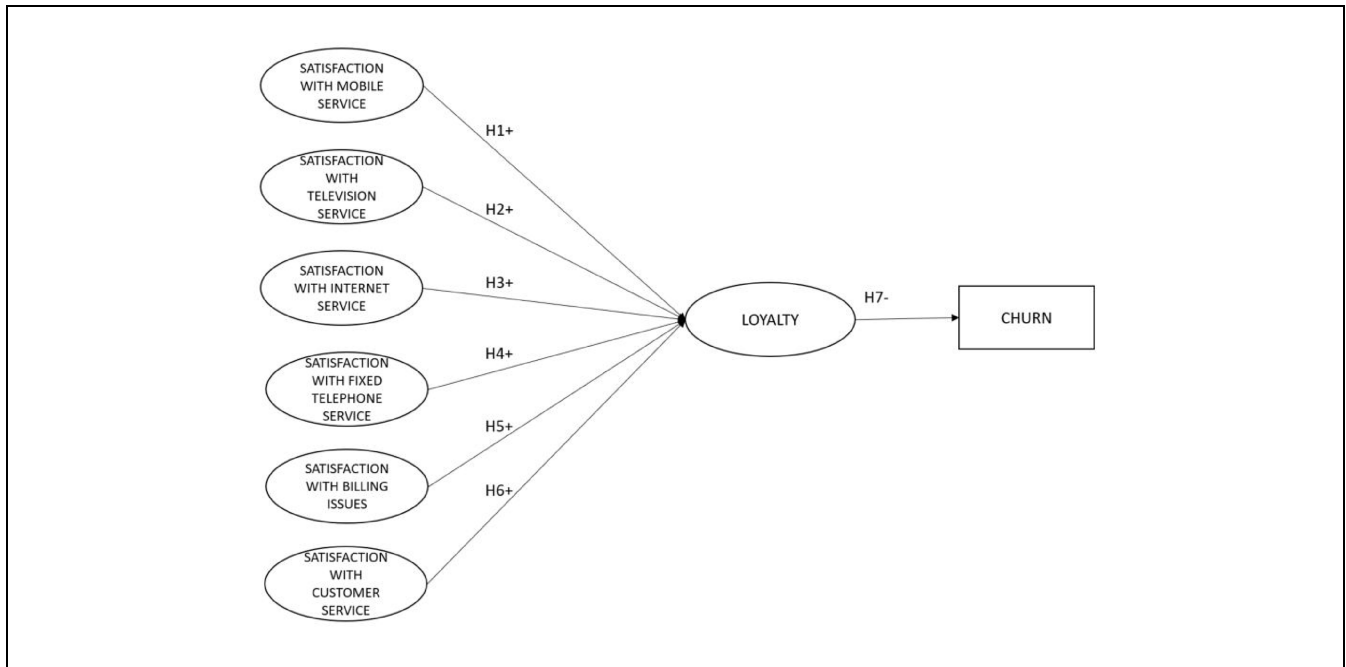 SATISFACTION
WITH MOBILE
SERVICE
H1+
SATISFACTION
WITH
TELEVISION
SERVICE
H2+
SATISFACTION
WITH INTERNET
SERVICE
H3+
SATISFACTION
WITH FIXED
TELEPHONE
SERVICE
H4+
SATISFACTION
WITH BILLING
ISSUES
H5+
SATISFACTION
WITH
CUSTOMER
SERVICE
H6+
LOYALTY
H7-
CHURN